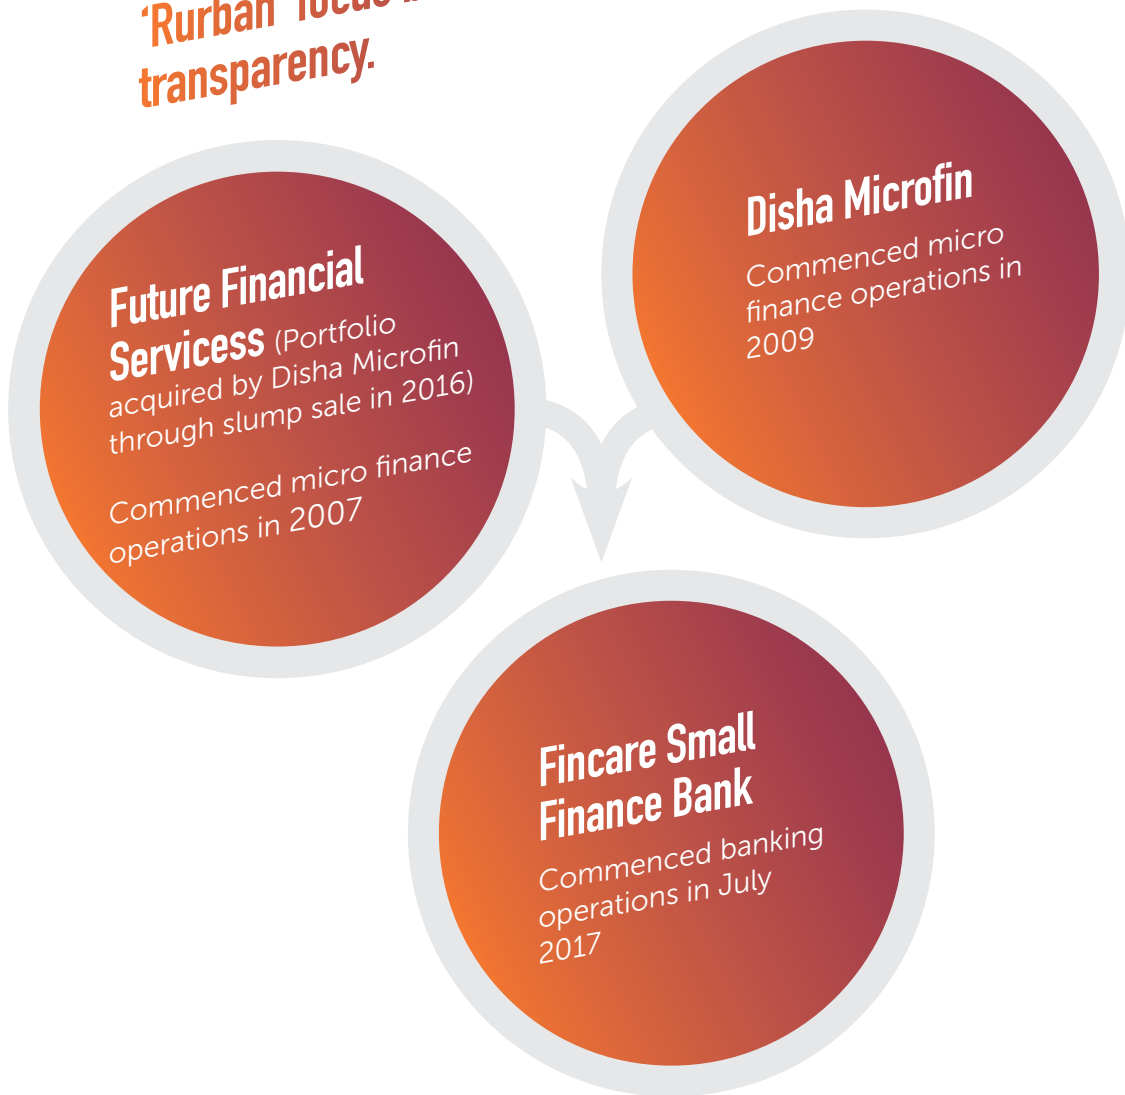 'Rurban' focus
transparency.
Disha Microfin
Commenced micro
finance operations in
2009
Future Financial
Servicess (Portfolio
acquired by Disha Microfin
through slump sale in 2016)
Commenced micro finance
operations in 2007
Fincare Small
Finance Bank
Commenced banking
operations in July
2017